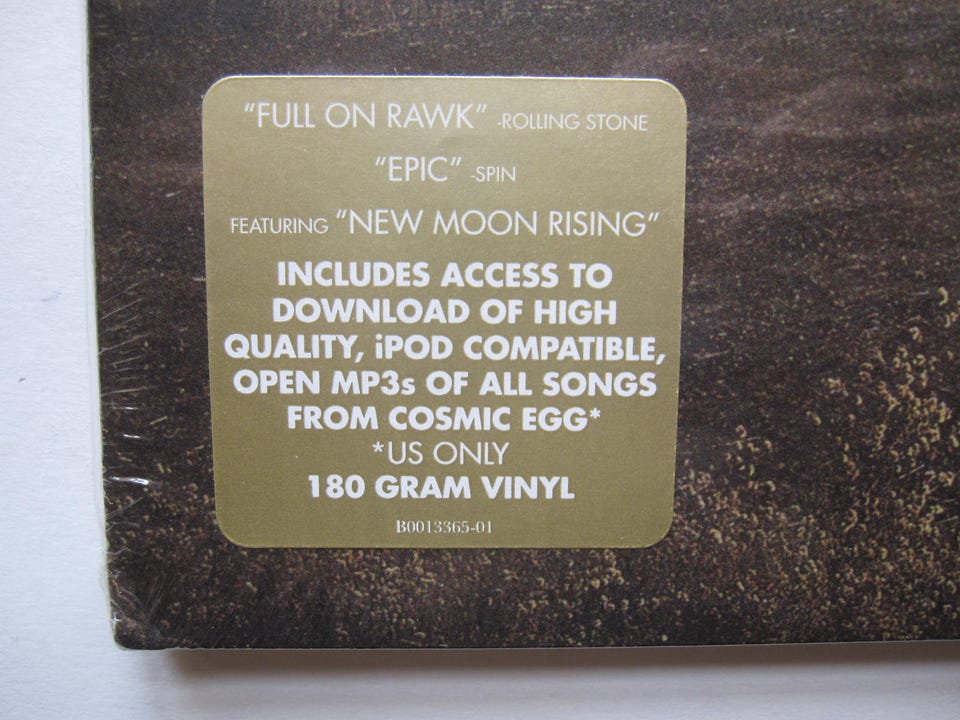 “FULL ON RAWK” -ROLLING STONE
“EPIC” -SPIN
FEATURING “NEW MOON RISING”
INCLUDES ACCESS TO
DOWNLOAD OF HIGH
QUALITY, iPOD COMPATIBLE,
OPEN MP3s OF ALL SONGS
FROM COSMIC EGG*
*US ONLY
180 GRAM VINYL
B0013365-01